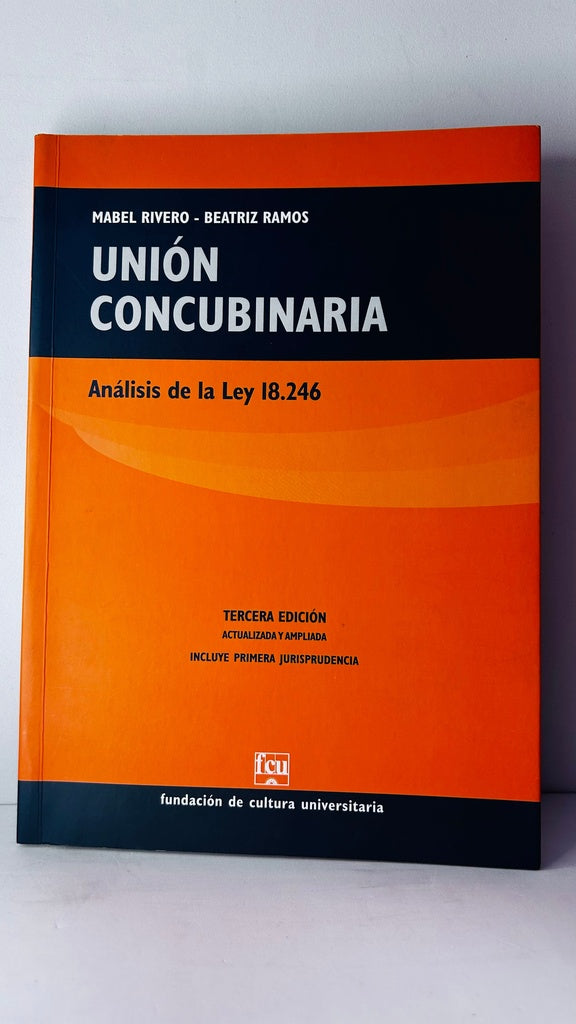 MABEL RIVERO - BEATRIZ RAMOS
UNIÓN
CONCUBINARIA
Análisis de la Ley 18.246
TERCERA EDICIÓN
ACTUALIZADA Y AMPLIADA
INCLUYE PRIMERA JURISPRUDENCIA
fcu
fundación de cultura universitaria